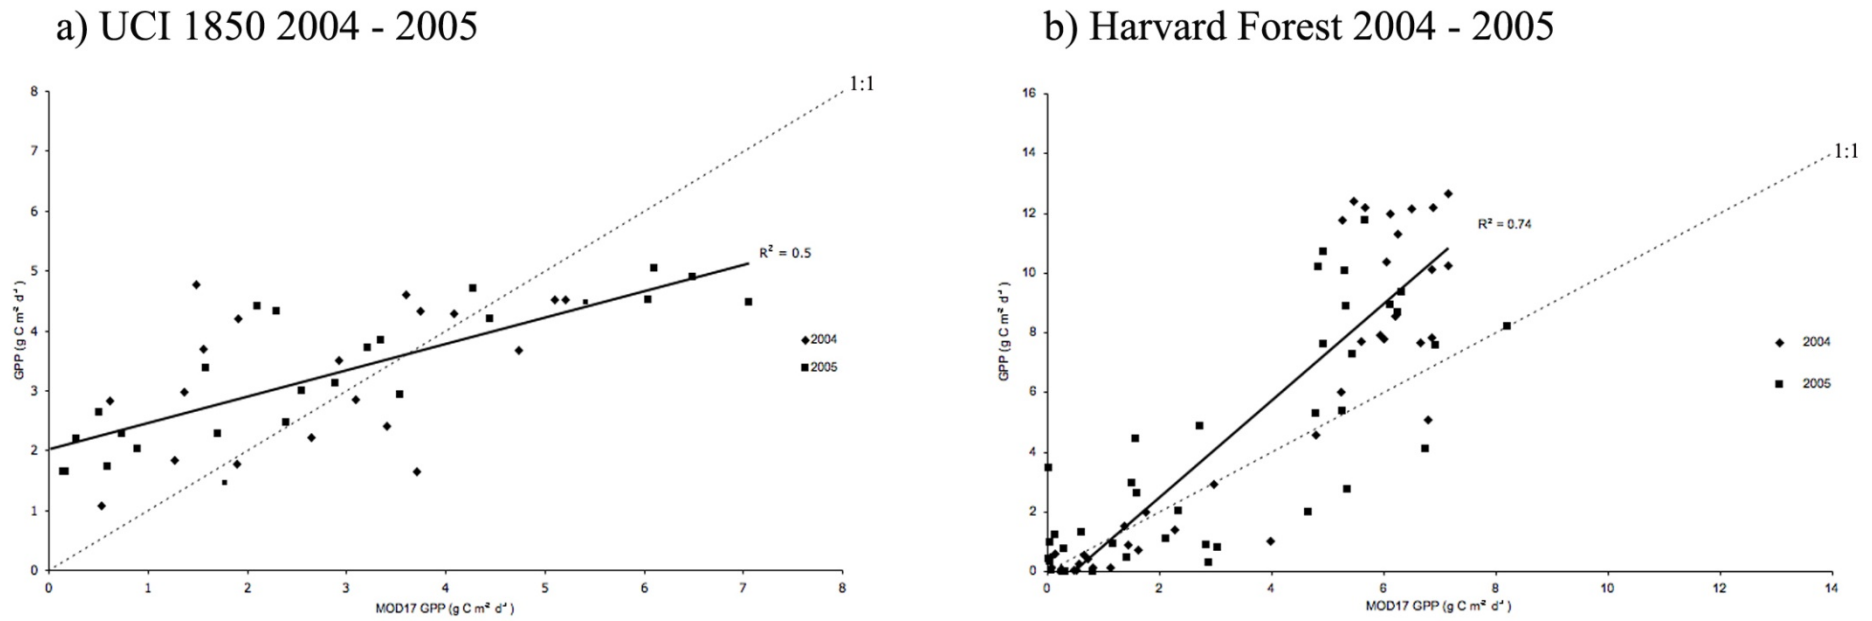 a) UCI 1850 2004 - 2005
8
7
6
5
4
3
2
1
0
GPP (g C m² d⁻¹)
0 1 2 3 4 5 6 7 8
MOD17 GPP (g C m² d⁻¹)
1:1
R² = 0.5
2004
2005
b) Harvard Forest 2004 - 2005
16
14
12
10
8
6
4
2
0
GPP (g C m² d⁻¹)
0 2 4 6 8 10 12 14
MOD17 GPP (g C m² d⁻¹)
1:1
R² = 0.74
2004
2005